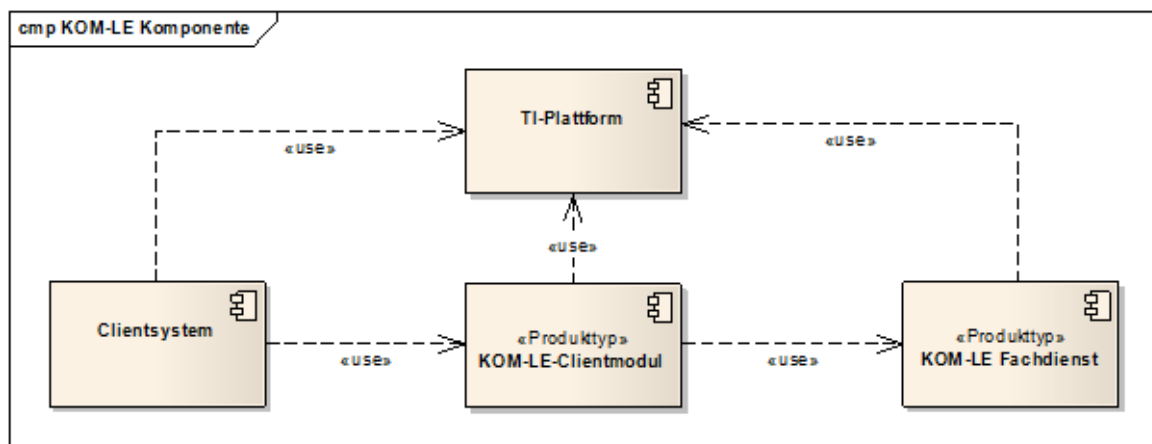 cmp KOM-LE Komponente
TI-Plattform
«use»
«use»
«use»
Clientsystem
«Produkttyp»
KOM-LE-Clientmodul
«Produkttyp»
KOM-LE Fachdienst
«use»
«use»